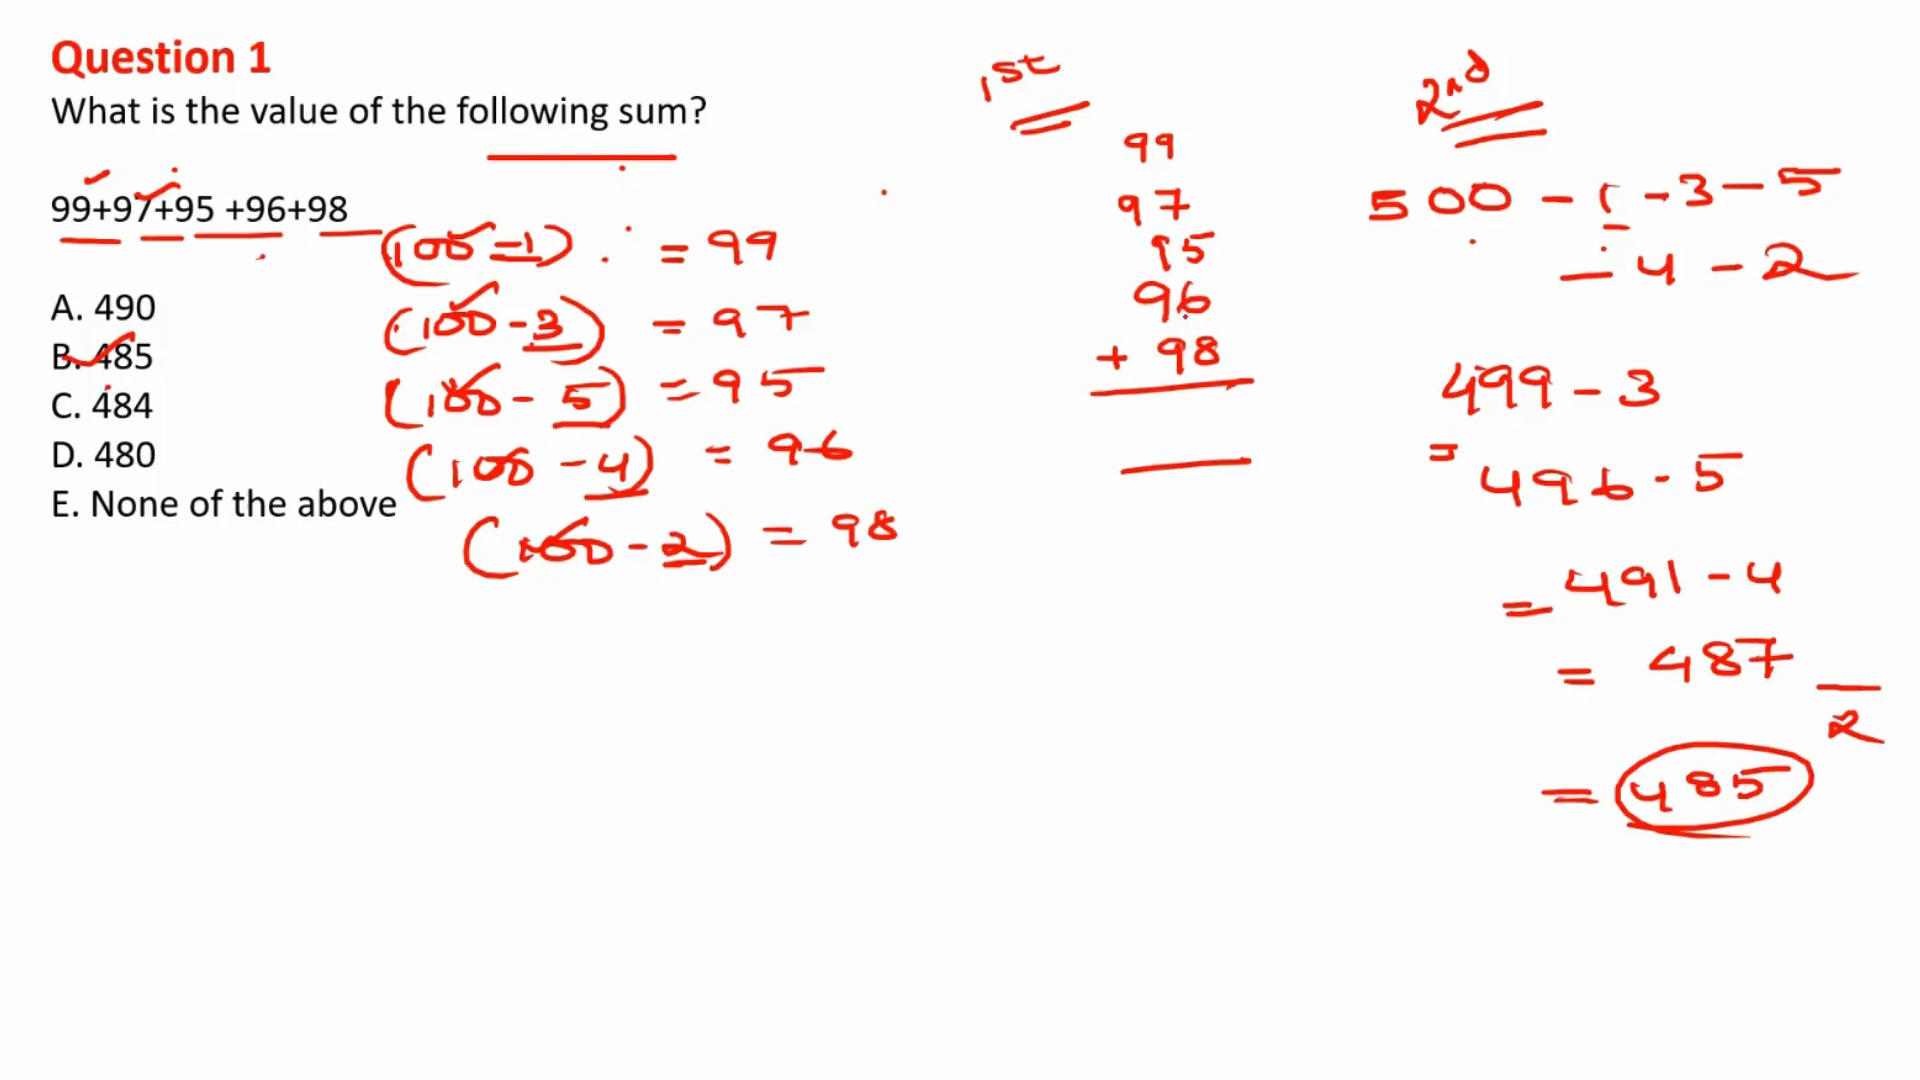 Question 1
What is the value of the following sum?
99+97+95 +96+98
A. 490
B. 485
C. 484
D. 480
E. None of the above
(100-1) = 99
(100-3) = 97
(100-5) = 95
(100-4) = 96
(100-2) = 98
1st
99
97
95
96
+ 98
2nd
500 - 1 - 3 - 5
- 4 - 2
499 - 3
= 496 - 5
= 491 - 4
= 487
- 2
= 485